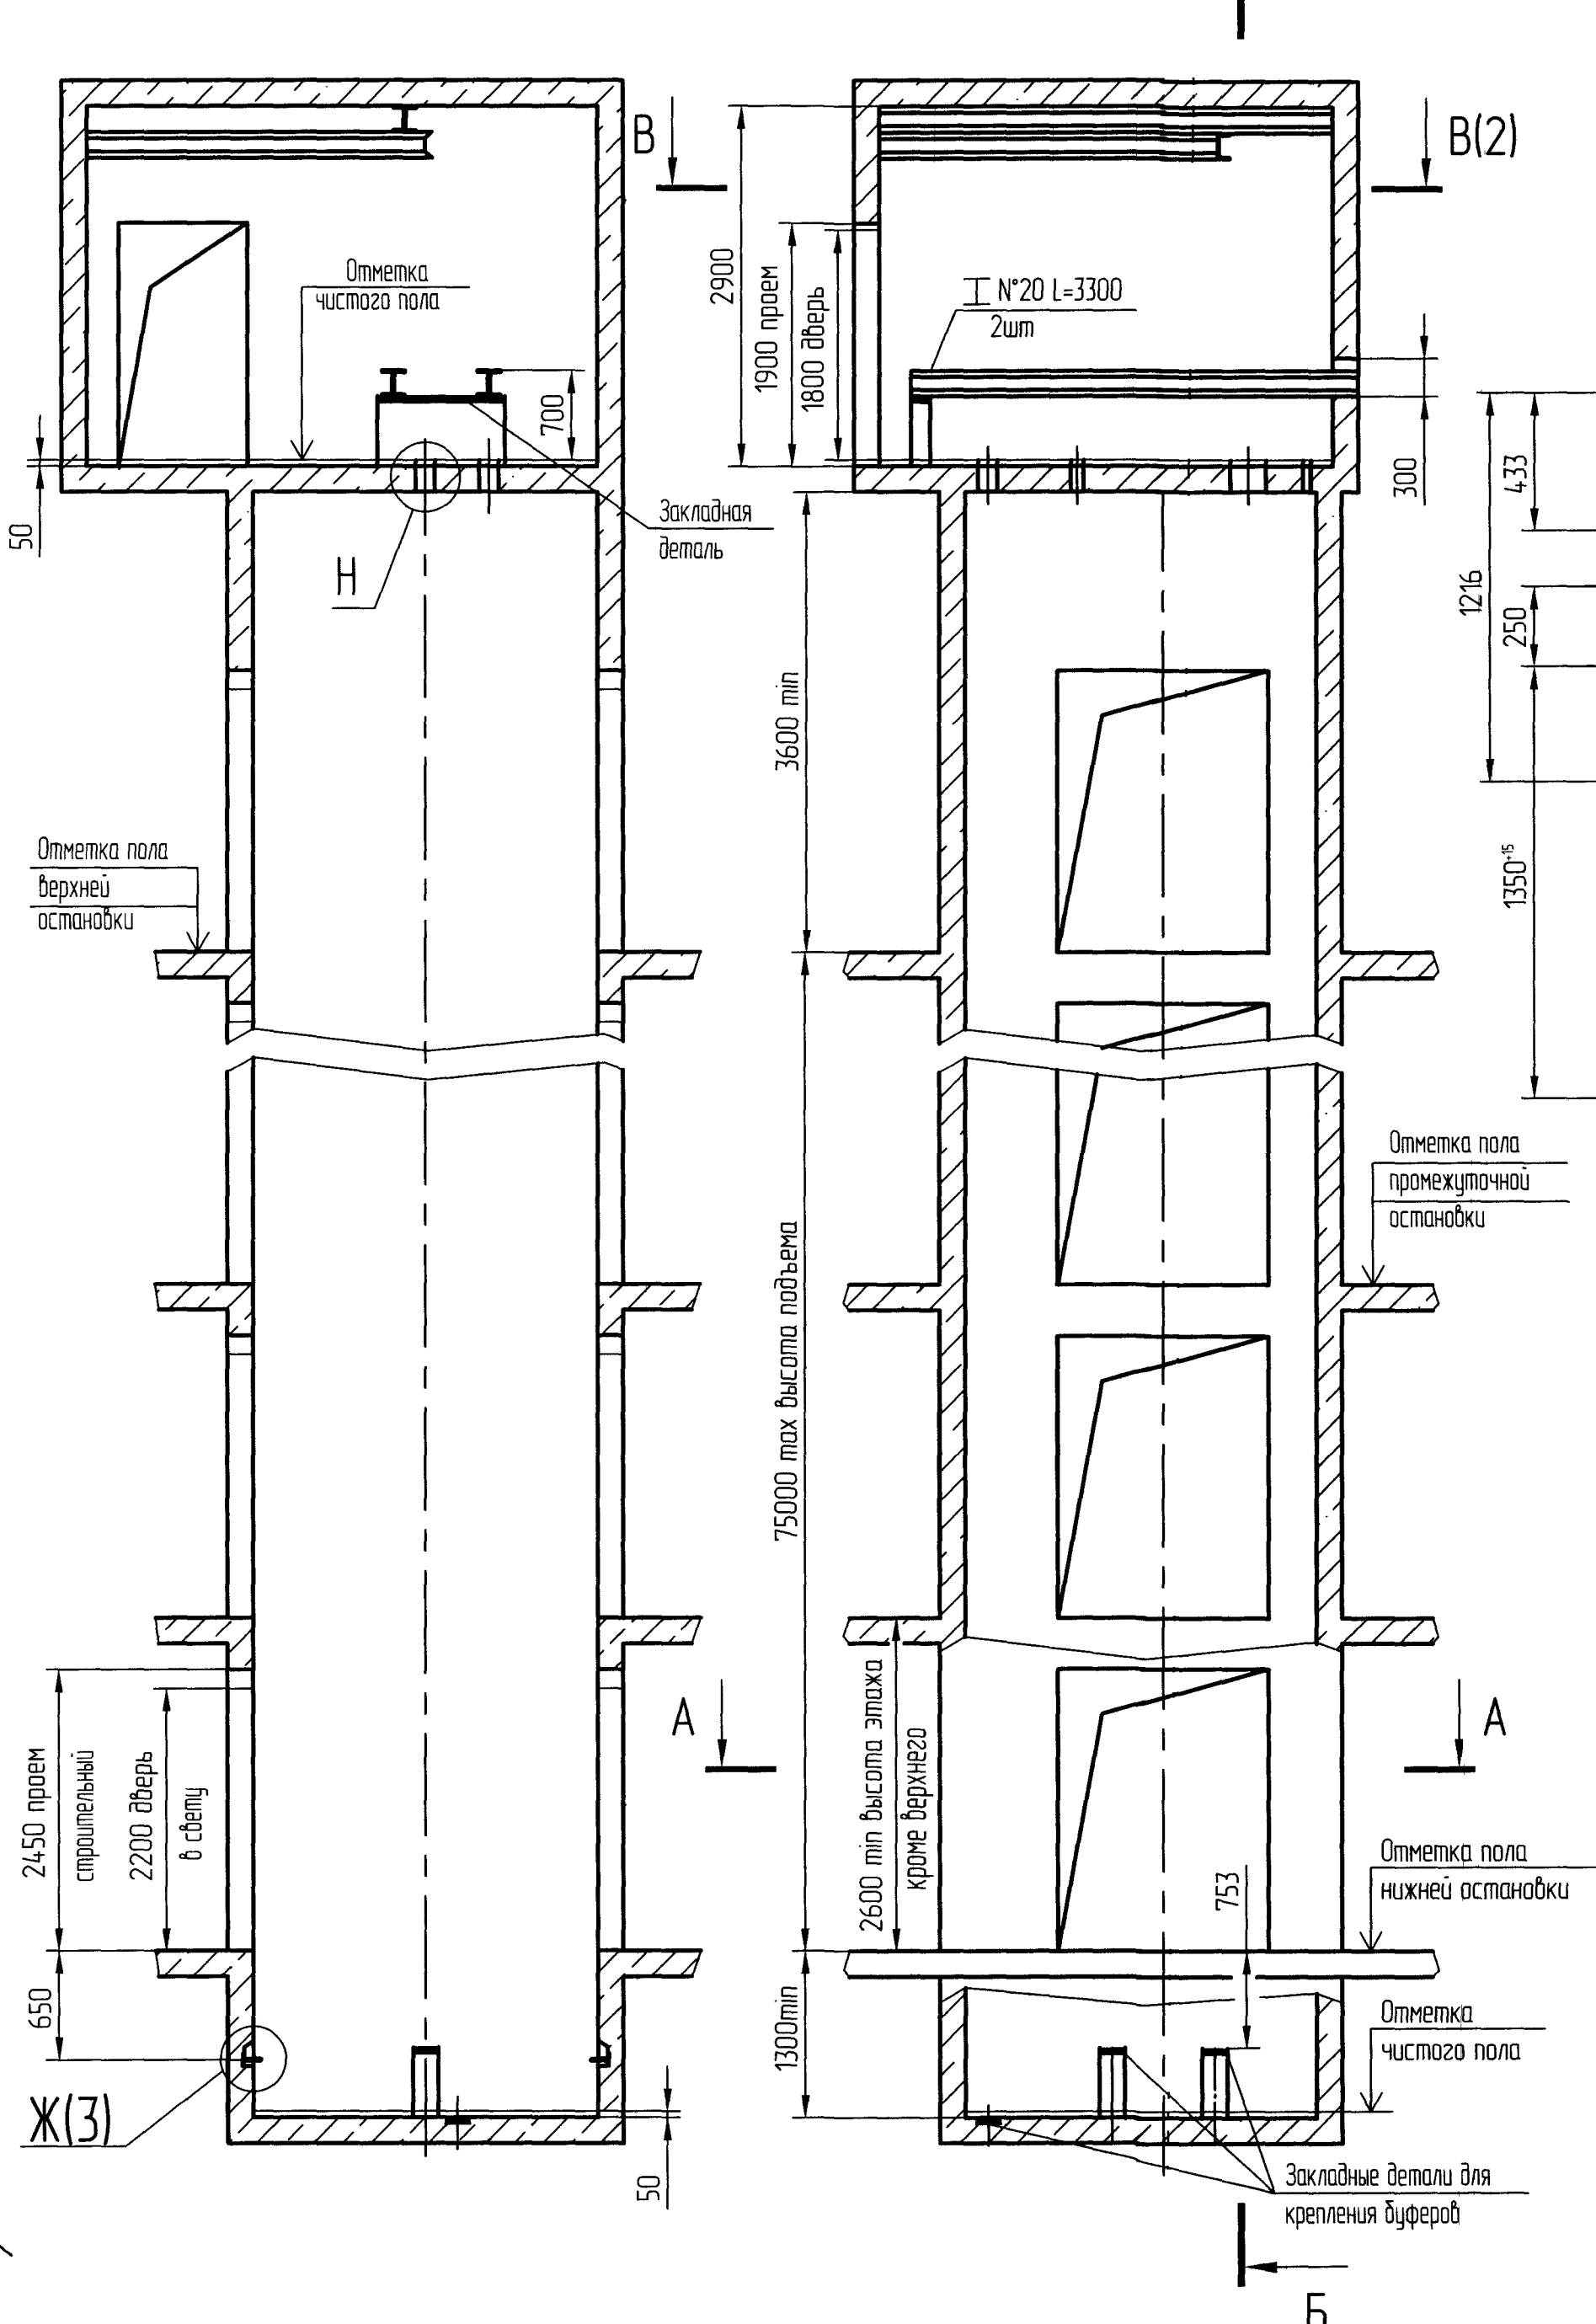 В
В(2)
Отметка
чистого пола
2900
1900 проем
1800 дверь
I N°20 L=3300
2шт
700
300
433
50
Закладная
деталь
Н
1216
250
3600 min
1350+15
Отметка пола
верхней
остановки
Отметка пола
промежуточной
остановки
75000 max высота подъема
2450 проем
строительный
2200 дверь
в свету
А
А
2600 min высота этажа
кроме верхнего
753
Отметка пола
нижней остановки
650
1300min
Отметка
чистого пола
Ж(3)
50
Закладные детали для
крепления буферов
Б